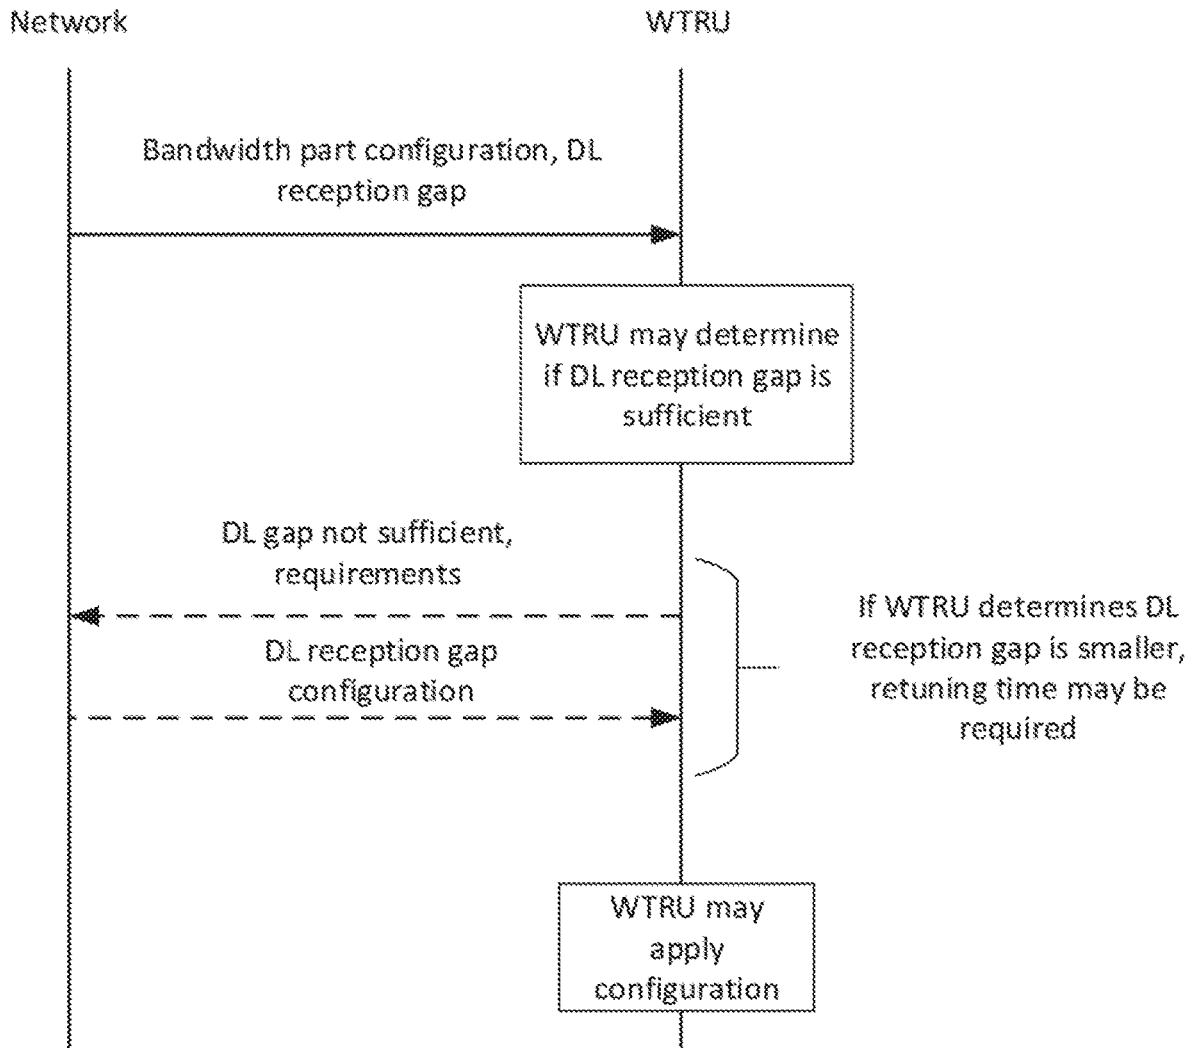 Network
WTRU
Bandwidth part configuration, DL
reception gap
WTRU may determine
if DL reception gap is
sufficient
DL gap not sufficient,
requirements
DL reception gap
configuration
If WTRU determines DL
reception gap is smaller,
retuning time may be
required
WTRU may
apply
configuration